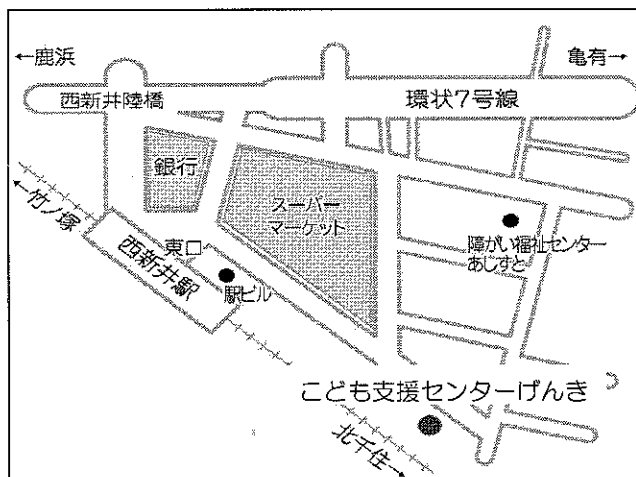 ←鹿浜
亀有→
西新井陸橋
環状7号線
銀行
スーパー
マーケット
←竹ノ塚
東口
西新井駅
駅ビル
障がい福祉センター
あしすと
こども支援センターげんき
北千住→